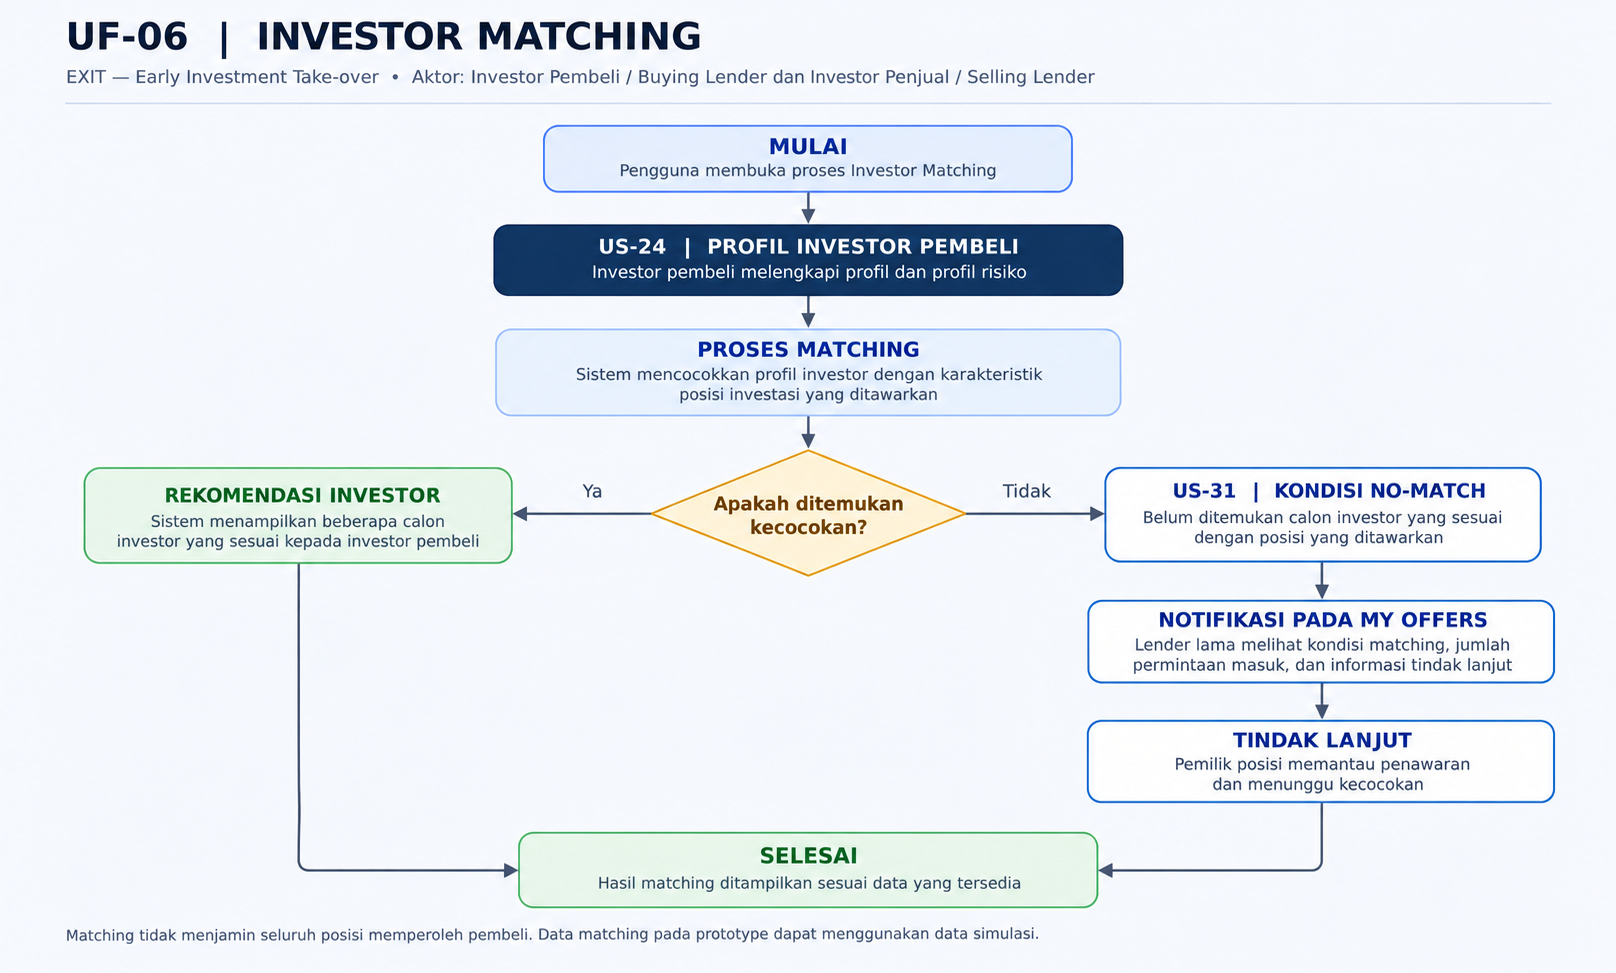 UF-06 | INVESTOR MATCHING
EXIT — Early Investment Take-over • Aktor: Investor Pembeli / Buying Lender dan Investor Penjual / Selling Lender
MULAI
Pengguna membuka proses Investor Matching
US-24 | PROFIL INVESTOR PEMBELI
Investor pembeli melengkapi profil dan profil risiko
PROSES MATCHING
Sistem mencocokkan profil investor dengan karakteristik
posisi investasi yang ditawarkan
Apakah ditemukan
kecocokan?
Ya
Tidak
REKOMENDASI INVESTOR
Sistem menampilkan beberapa calon
investor yang sesuai kepada investor pembeli
US-31 | KONDISI NO-MATCH
Belum ditemukan calon investor yang sesuai
dengan posisi yang ditawarkan
NOTIFIKASI PADA MY OFFERS
Lender lama melihat kondisi matching, jumlah
permintaan masuk, dan informasi tindak lanjut
TINDAK LANJUT
Pemilik posisi memantau penawaran
dan menunggu kecocokan
SELESAI
Hasil matching ditampilkan sesuai data yang tersedia
Matching tidak menjamin seluruh posisi memperoleh pembeli. Data matching pada prototype dapat menggunakan data simulasi.